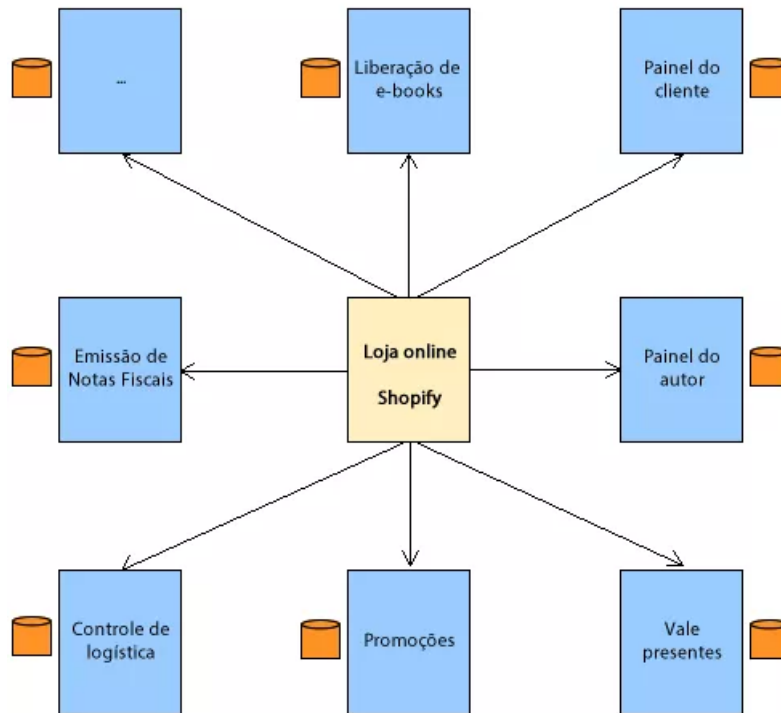 ...
Liberação de
e-books
Painel do
cliente
Emissão de
Notas Fiscais
Loja online
Shopify
Painel do
autor
Controle de
logística
Promoções
Vale
presentes